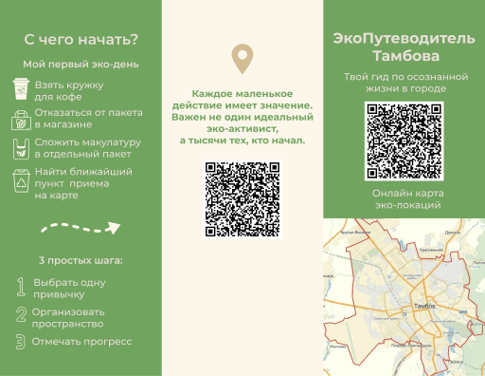 С чего начать?
Мой первый эко-день
Взять кружку
для кофе
Отказаться от пакета
в магазине
Сложить макулатуру
в отдельный пакет
Найти ближайший
пункт приема
на карте
3 простых шага:
1 Выбрать одну
привычку
2 Организовать
пространство
3 Отмечать прогресс
Каждое маленькое
действие имеет значение.
Важен не один идеальный
эко-активист,
а тысячи тех, кто начал.
ЭкоПутеводитель
Тамбова
Твой гид по осознанной
жизни в городе
Онлайн карта
эко-локаций
Тамбов